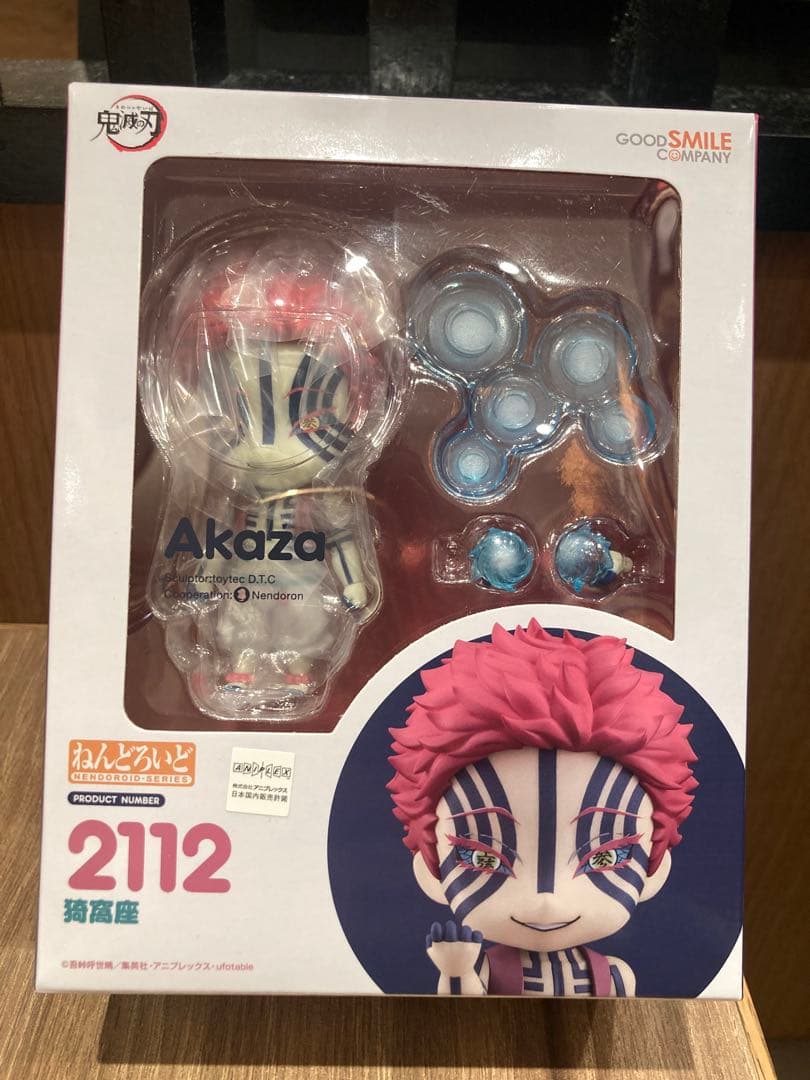 鬼滅の刃
GOODSMILE
COMPANY
Akaza
Sculptor:toytec D.T.C
Cooperation: Nendoron
ねんどろいど
NENDOROID-SERIES
PRODUCT NUMBER
2112
猗窩座
ANIPLEX
株式会社アニプレックス
日本国内販売許諾
©吾峠呼世晴／集英社・アニプレックス・ufotable